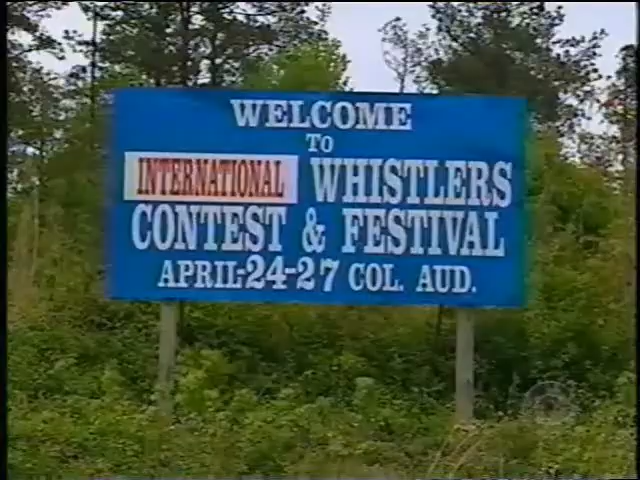 WELCOME
TO
INTERNATIONAL WHISTLERS
CONTEST & FESTIVAL
APRIL-24-27 COL. AUD.